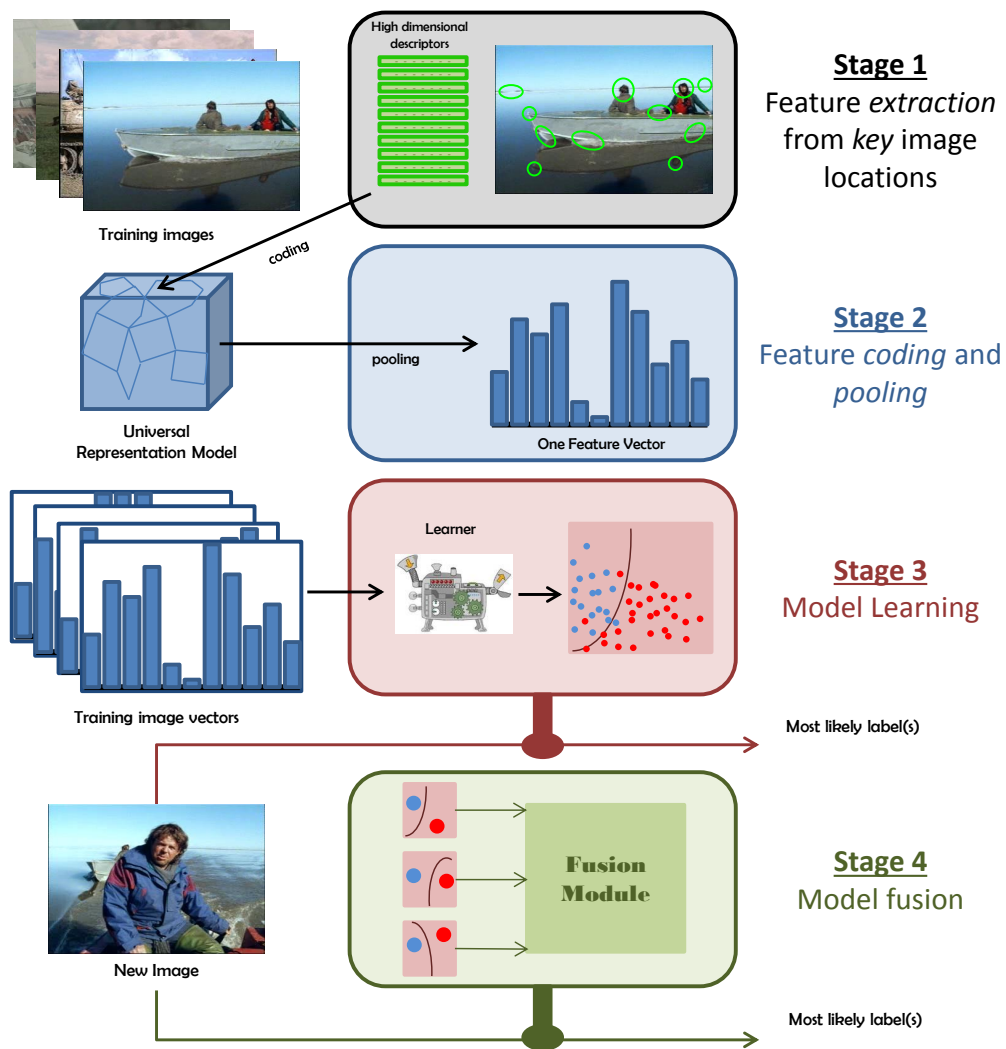 High dimensional
descriptors
Stage 1
Feature extraction
from key image
locations
Training images
coding
Stage 2
Feature coding and
pooling
pooling
Universal
Representation Model
One Feature Vector
Learner
Stage 3
Model Learning
Training image vectors
Most likely label(s)
Stage 4
Model fusion
Fusion
Module
New Image
Most likely label(s)